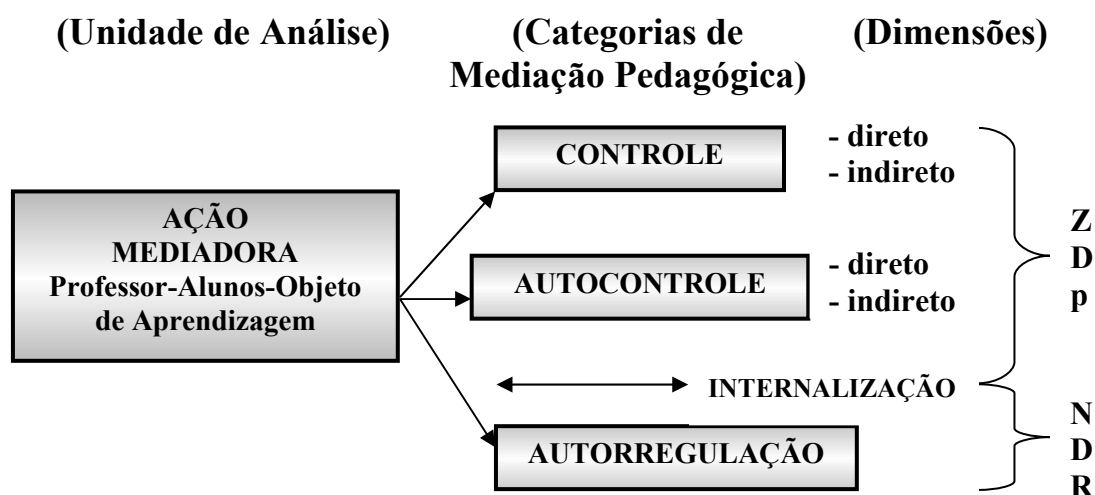 (Unidade de Análise)
(Categorias de
Mediação Pedagógica)
(Dimensões)
AÇÃO
MEDIADORA
Professor-Alunos-Objeto
de Aprendizagem
CONTROLE
- direto
- indireto
AUTOCONTROLE
- direto
- indireto
Z
D
p
INTERNALIZAÇÃO
AUTORREGULAÇÃO
N
D
R